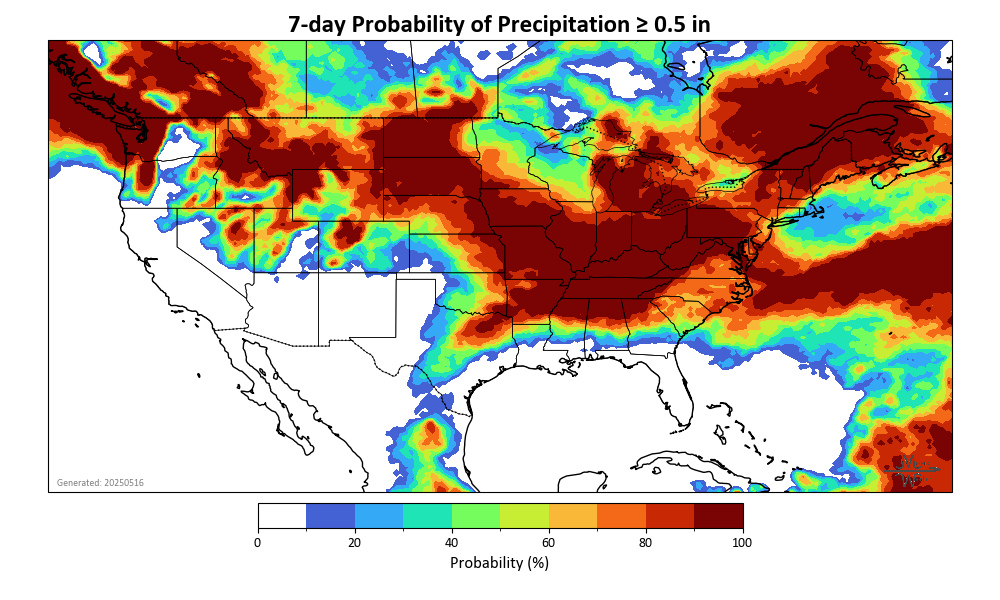 7-day Probability of Precipitation ≥ 0.5 in
Generated: 20250516
0 20 40 60 80 100
Probability (%)